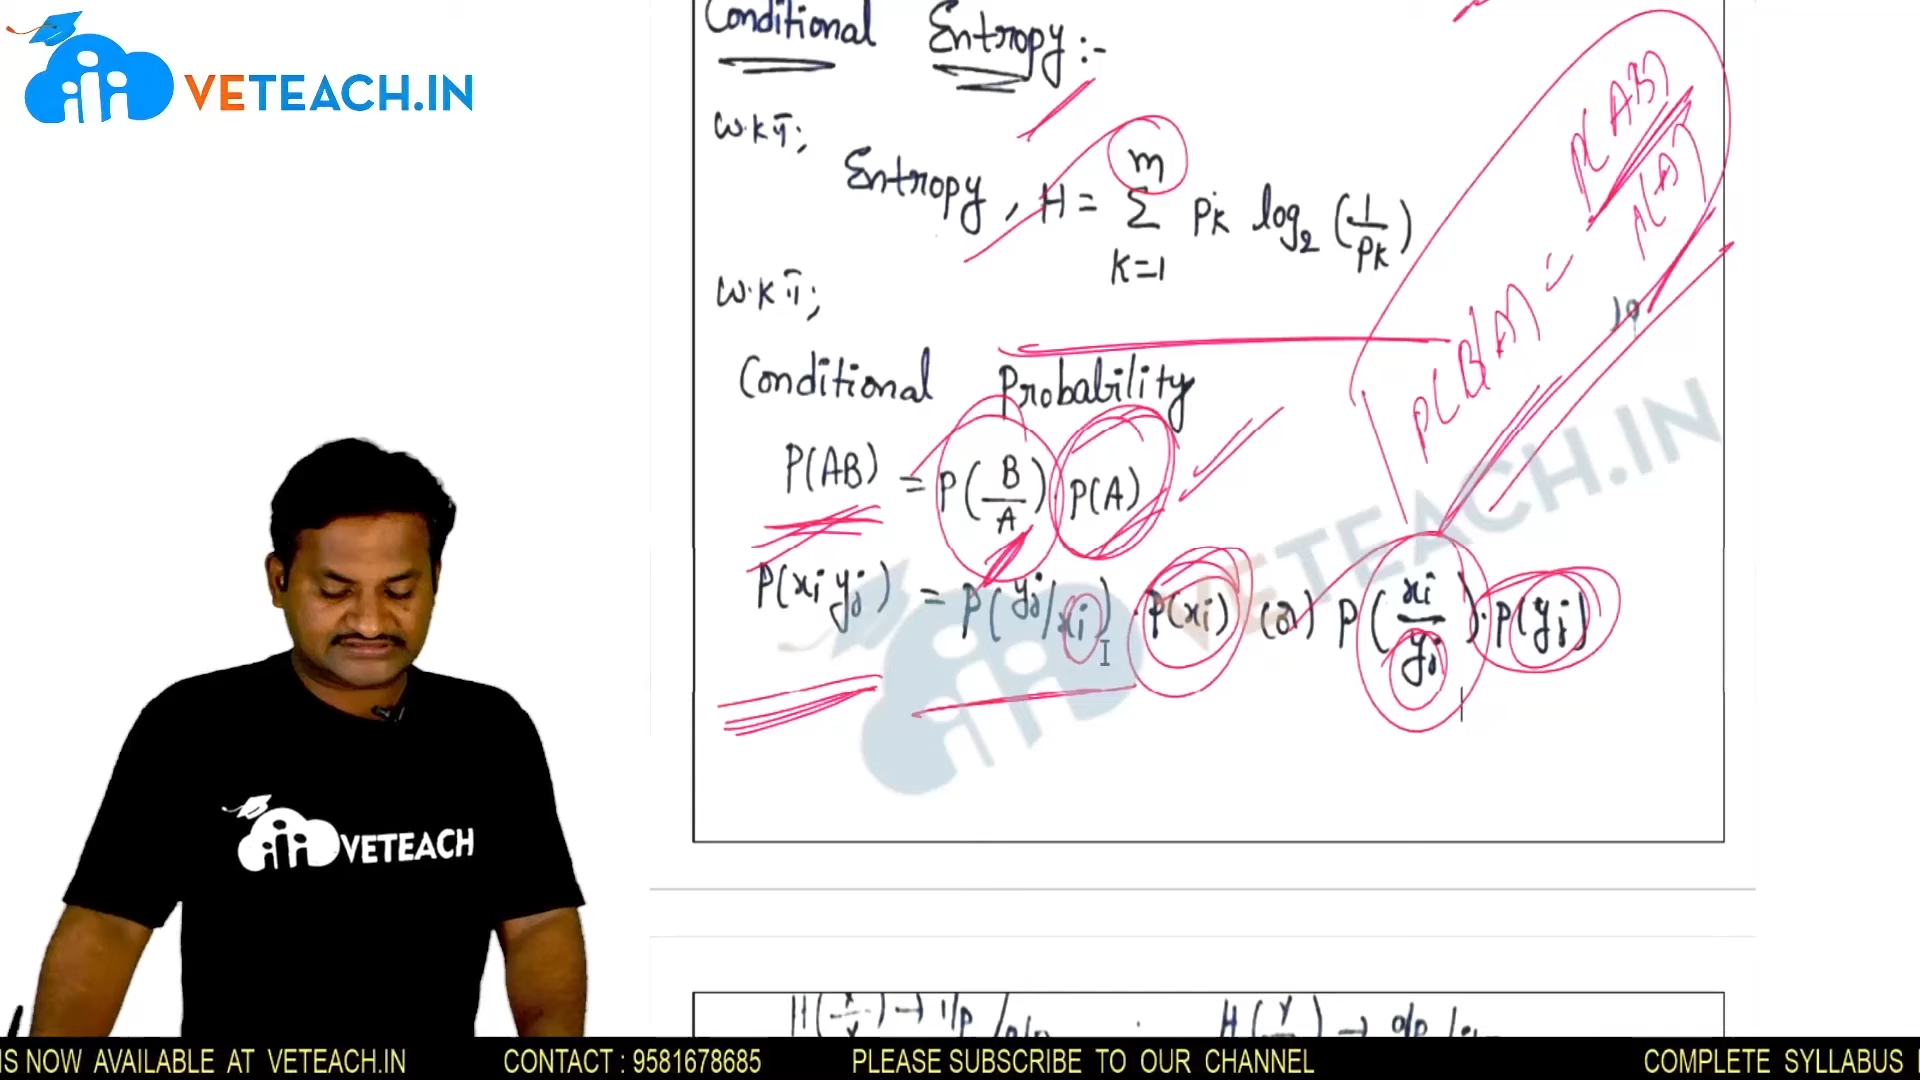 VETEACH.IN
Conditional Entropy :-
W.K.T;
Entropy, H = m Σ K=1 PK log2 (1/PK)
W.K.T;
Conditional Probability
P(AB) = P(B/A) · P(A)
P(xi yj) = P(yj/xi) · P(xi) (or) P(xi/yj) · P(yj)
P(B/A) = P(AB)/P(A)
VETEACH.IN
VETEACH
H(x/y) → i/p
H(y/ → o/p
IS NOW AVAILABLE AT VETEACH.IN CONTACT : 9581678685 PLEASE SUBSCRIBE TO OUR CHANNEL COMPLETE SYLLABUS